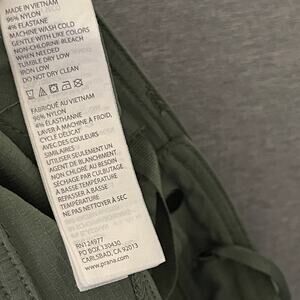 MADE IN VIETNAM
96% NYLON
4% ELASTANE
MACHINE WASH COLD
GENTLE WITH LIKE COLORS
NON-CHLORINE BLEACH
WHEN NEEDED
TUMBLE DRY LOW
IRON LOW
DO NOT DRY CLEAN
FABRIQUÉ AU VIETNAM
96% NYLON
4% ÉLASTHANNE
LAVER À MACHINE À FROID,
CYCLE DÉLICAT
AVEC DES COULEURS
SIMILAIRES
UTILISER SEULEMENT UN
AGENT DE BLANCHIMENT
NON CHLORÉ AU BESOIN
SÉCHAGE PAR CULBUTAGE
À BASSE TEMPÉRATURE
REPASSER À BASSE
TEMPÉRATURE
NE PAS NETTOYER À SEC
RN124977
PO BOX 130430
CARLSBAD, CA 92013
www.prana.com